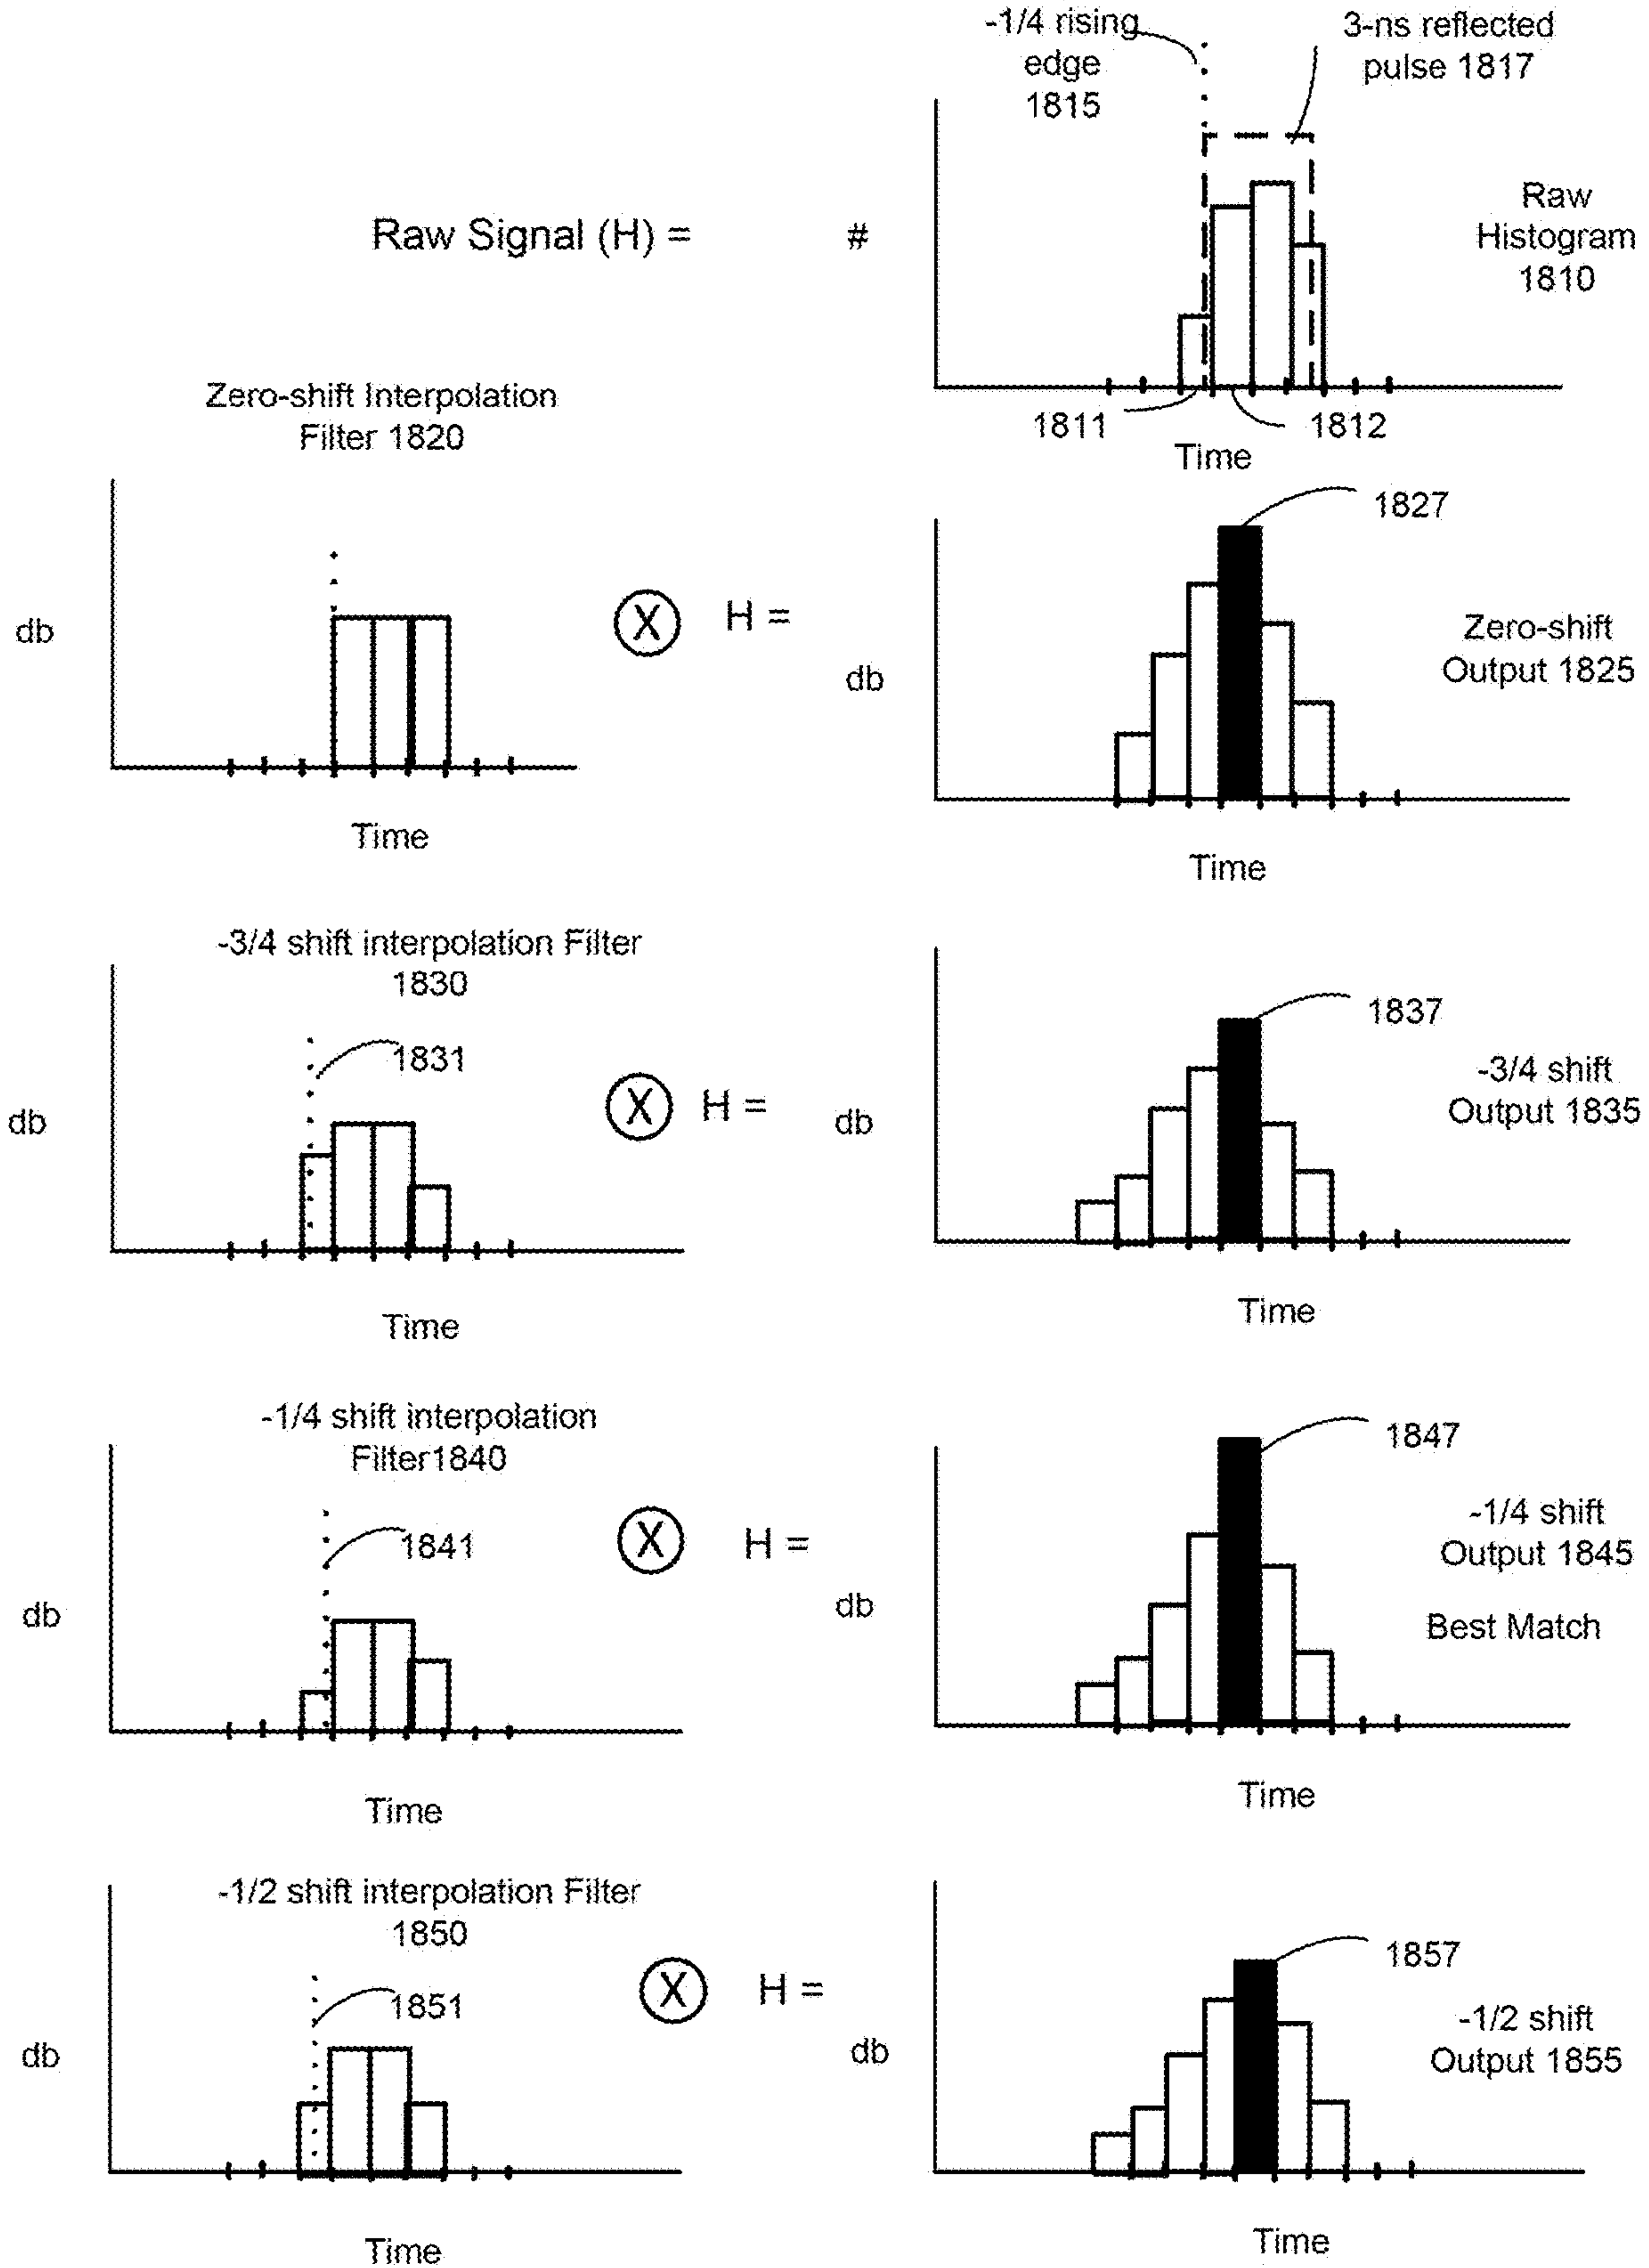 -1/4 rising
edge
1815
3-ns reflected
pulse 1817
Raw Signal (H) =
#
Raw
Histogram
1810
1811
1812
Time
Zero-shift Interpolation
Filter 1820
db
Time
X
H =
db
1827
Zero-shift
Output 1825
Time
-3/4 shift interpolation Filter
1830
1831
db
Time
X
H =
db
1837
-3/4 shift
Output 1835
Time
-1/4 shift interpolation
Filter1840
1841
db
Time
X
H =
db
1847
-1/4 shift
Output 1845
Best Match
Time
-1/2 shift interpolation Filter
1850
1851
db
Time
X
H =
db
1857
-1/2 shift
Output 1855
Time